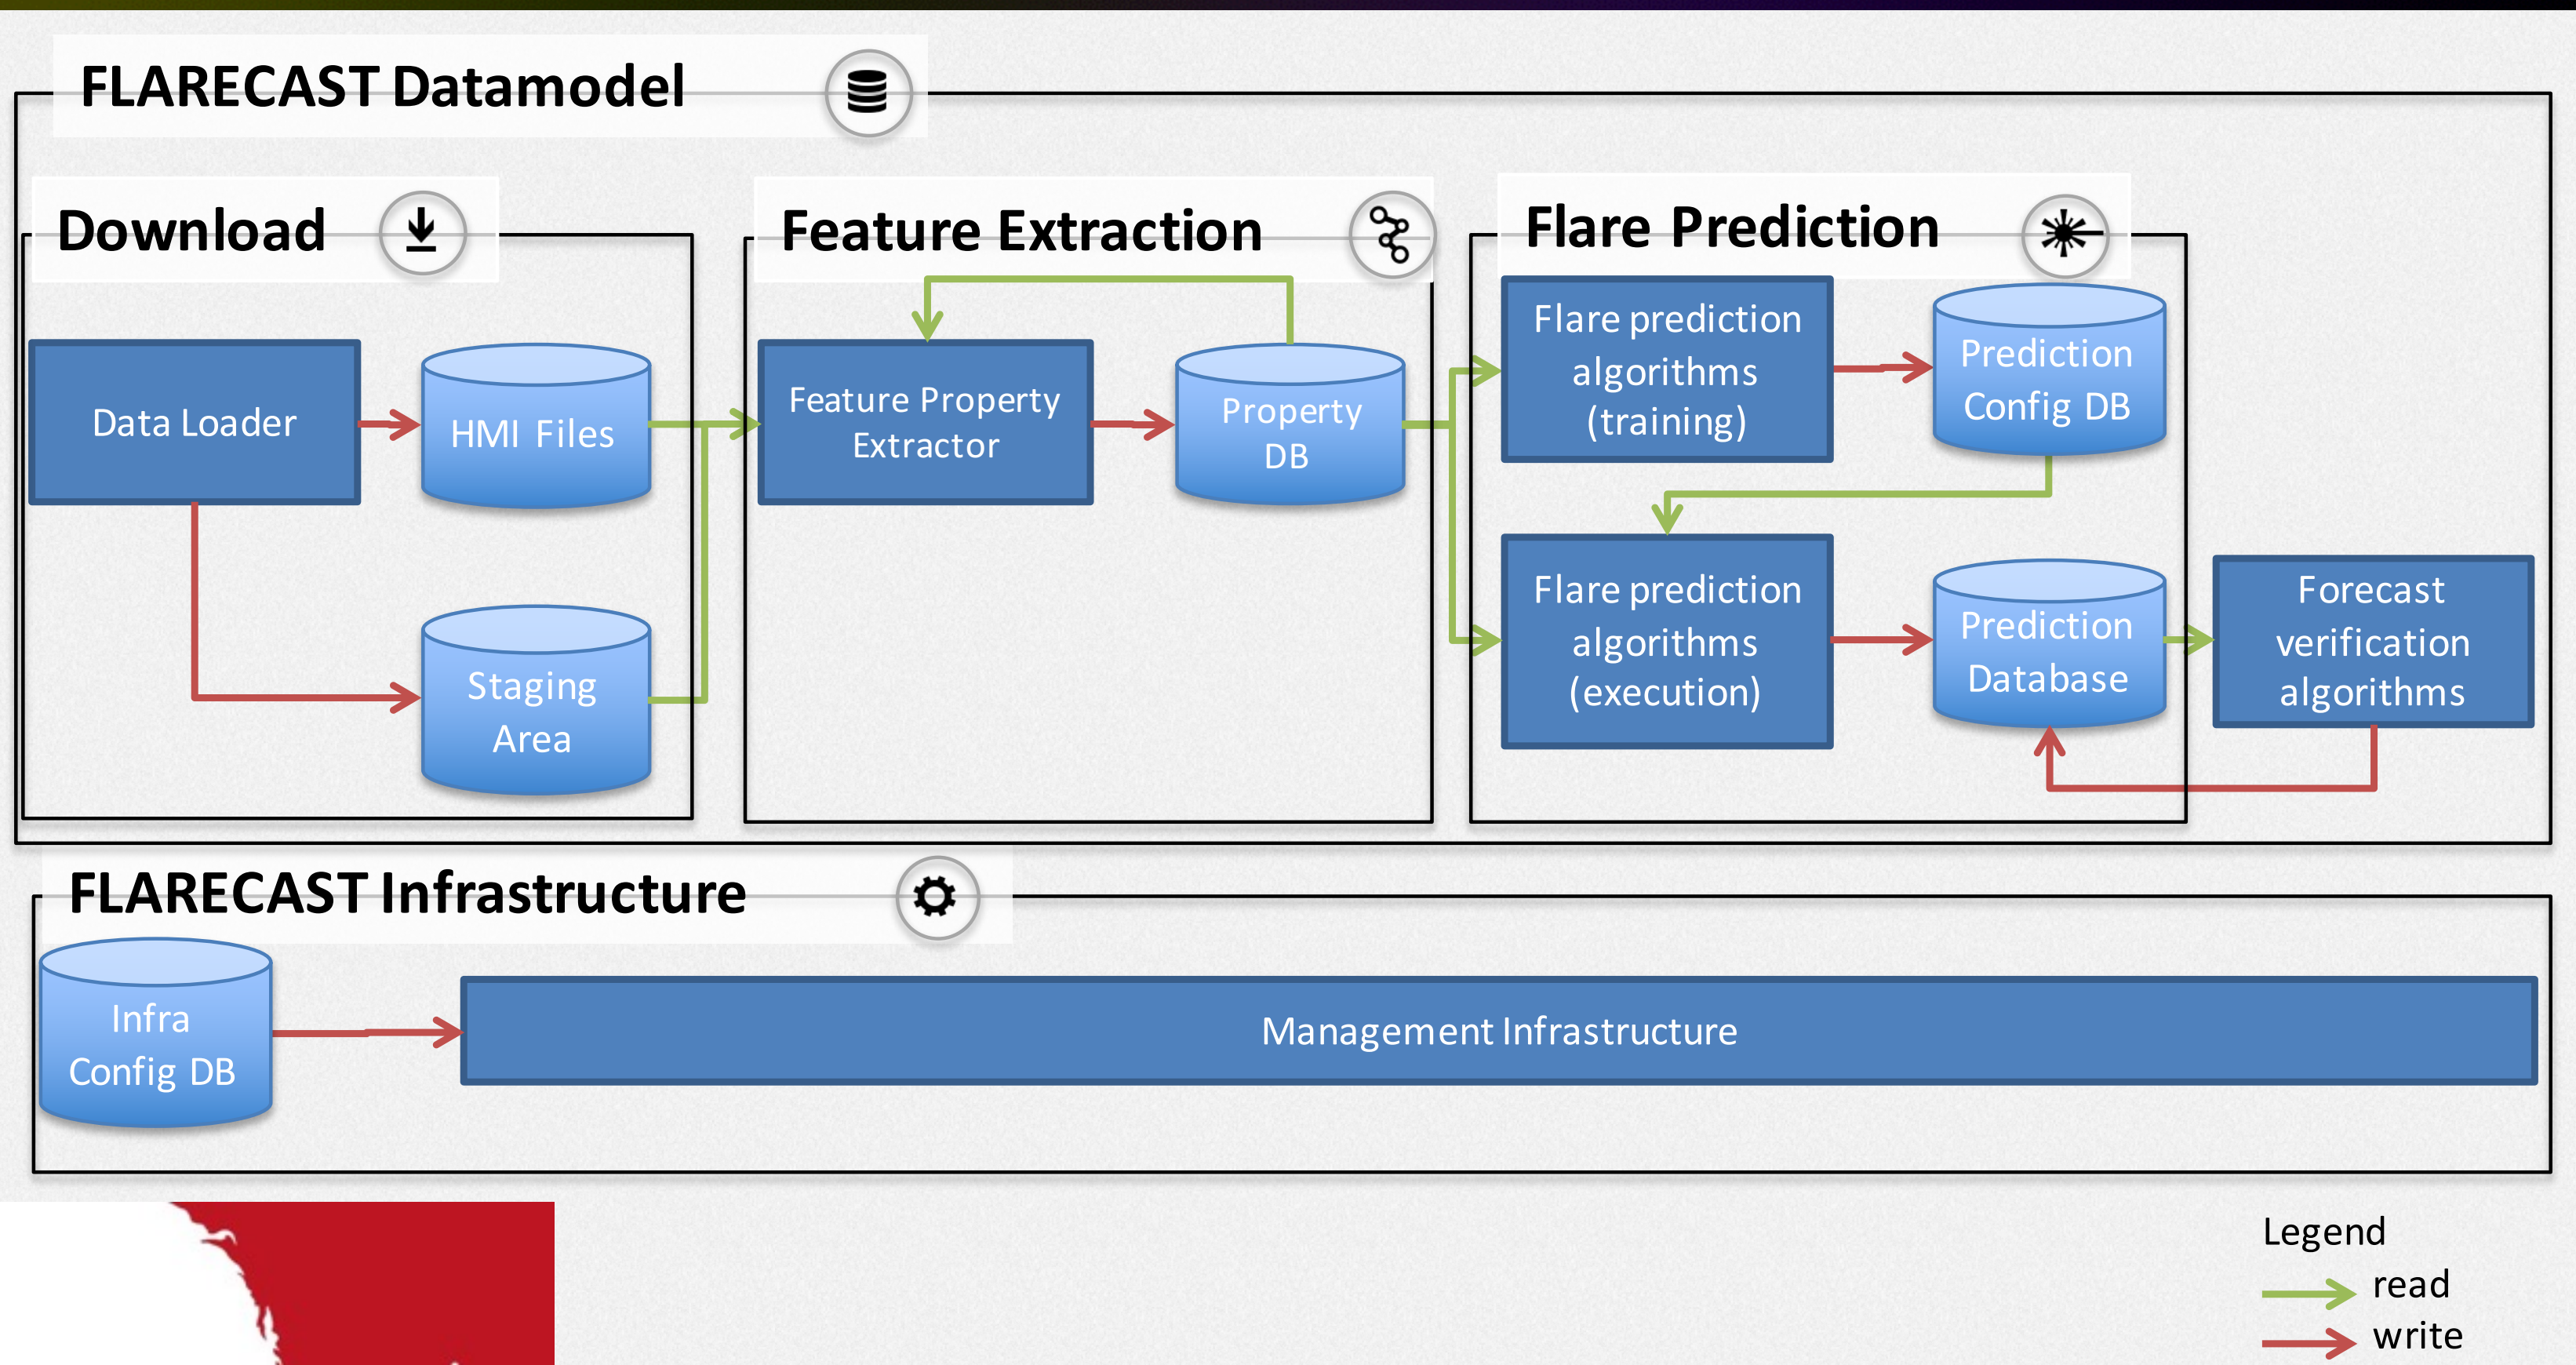 FLARECAST Datamodel
Download
Feature Extraction
Flare Prediction
Data Loader
HMI Files
Staging
Area
Feature Property
Extractor
Property
DB
Flare prediction
algorithms
(training)
Prediction
Config DB
Flare prediction
algorithms
(execution)
Prediction
Database
Forecast
verification
algorithms
FLARECAST Infrastructure
Infra
Config DB
Management Infrastructure
Legend
read
write